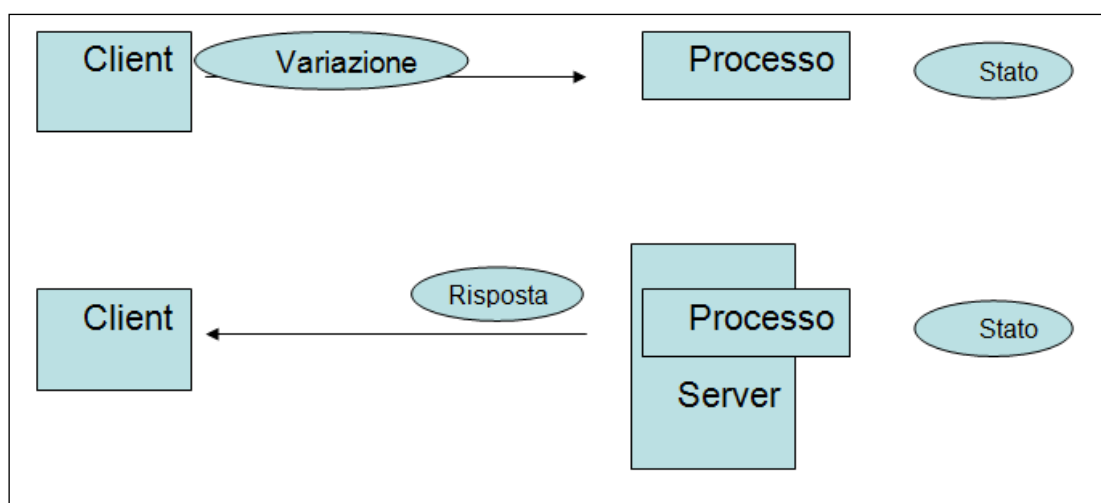 Client
Variazione
Processo
Stato
Risposta
Client
Processo
Stato
Server